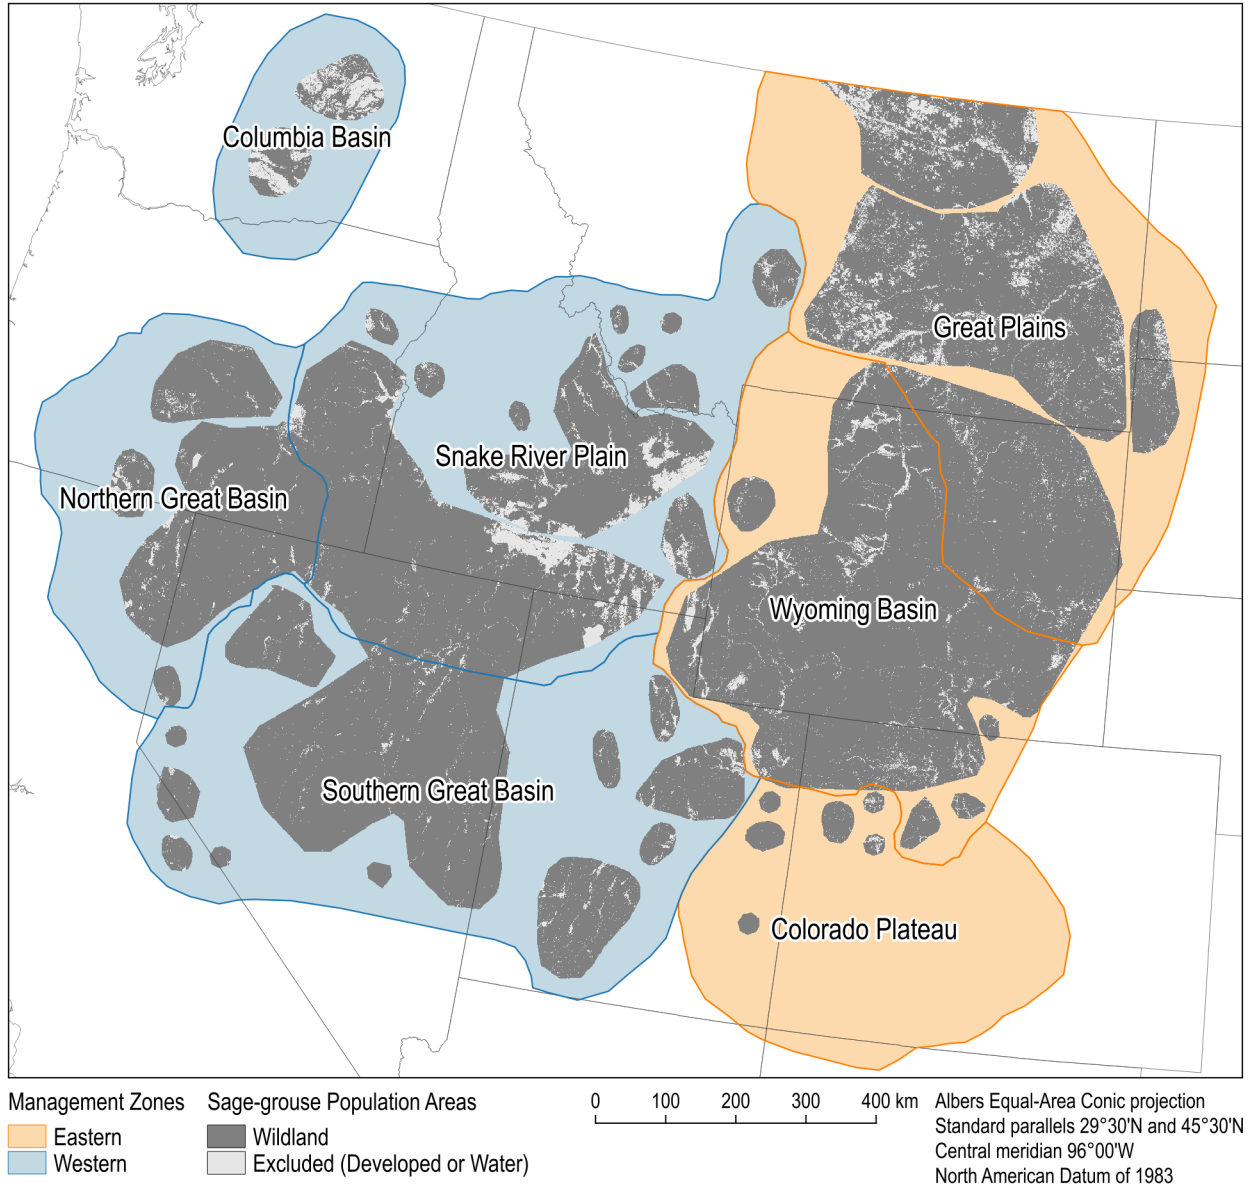 Columbia Basin
Great Plains
Snake River Plain
Northern Great Basin
Wyoming Basin
Southern Great Basin
Colorado Plateau
Management Zones
Eastern
Western
Sage-grouse Population Areas
Wildland
Excluded (Developed or Water)
0 100 200 300 400 km
Albers Equal-Area Conic projection
Standard parallels 29°30'N and 45°30'N
Central meridian 96°00'W
North American Datum of 1983